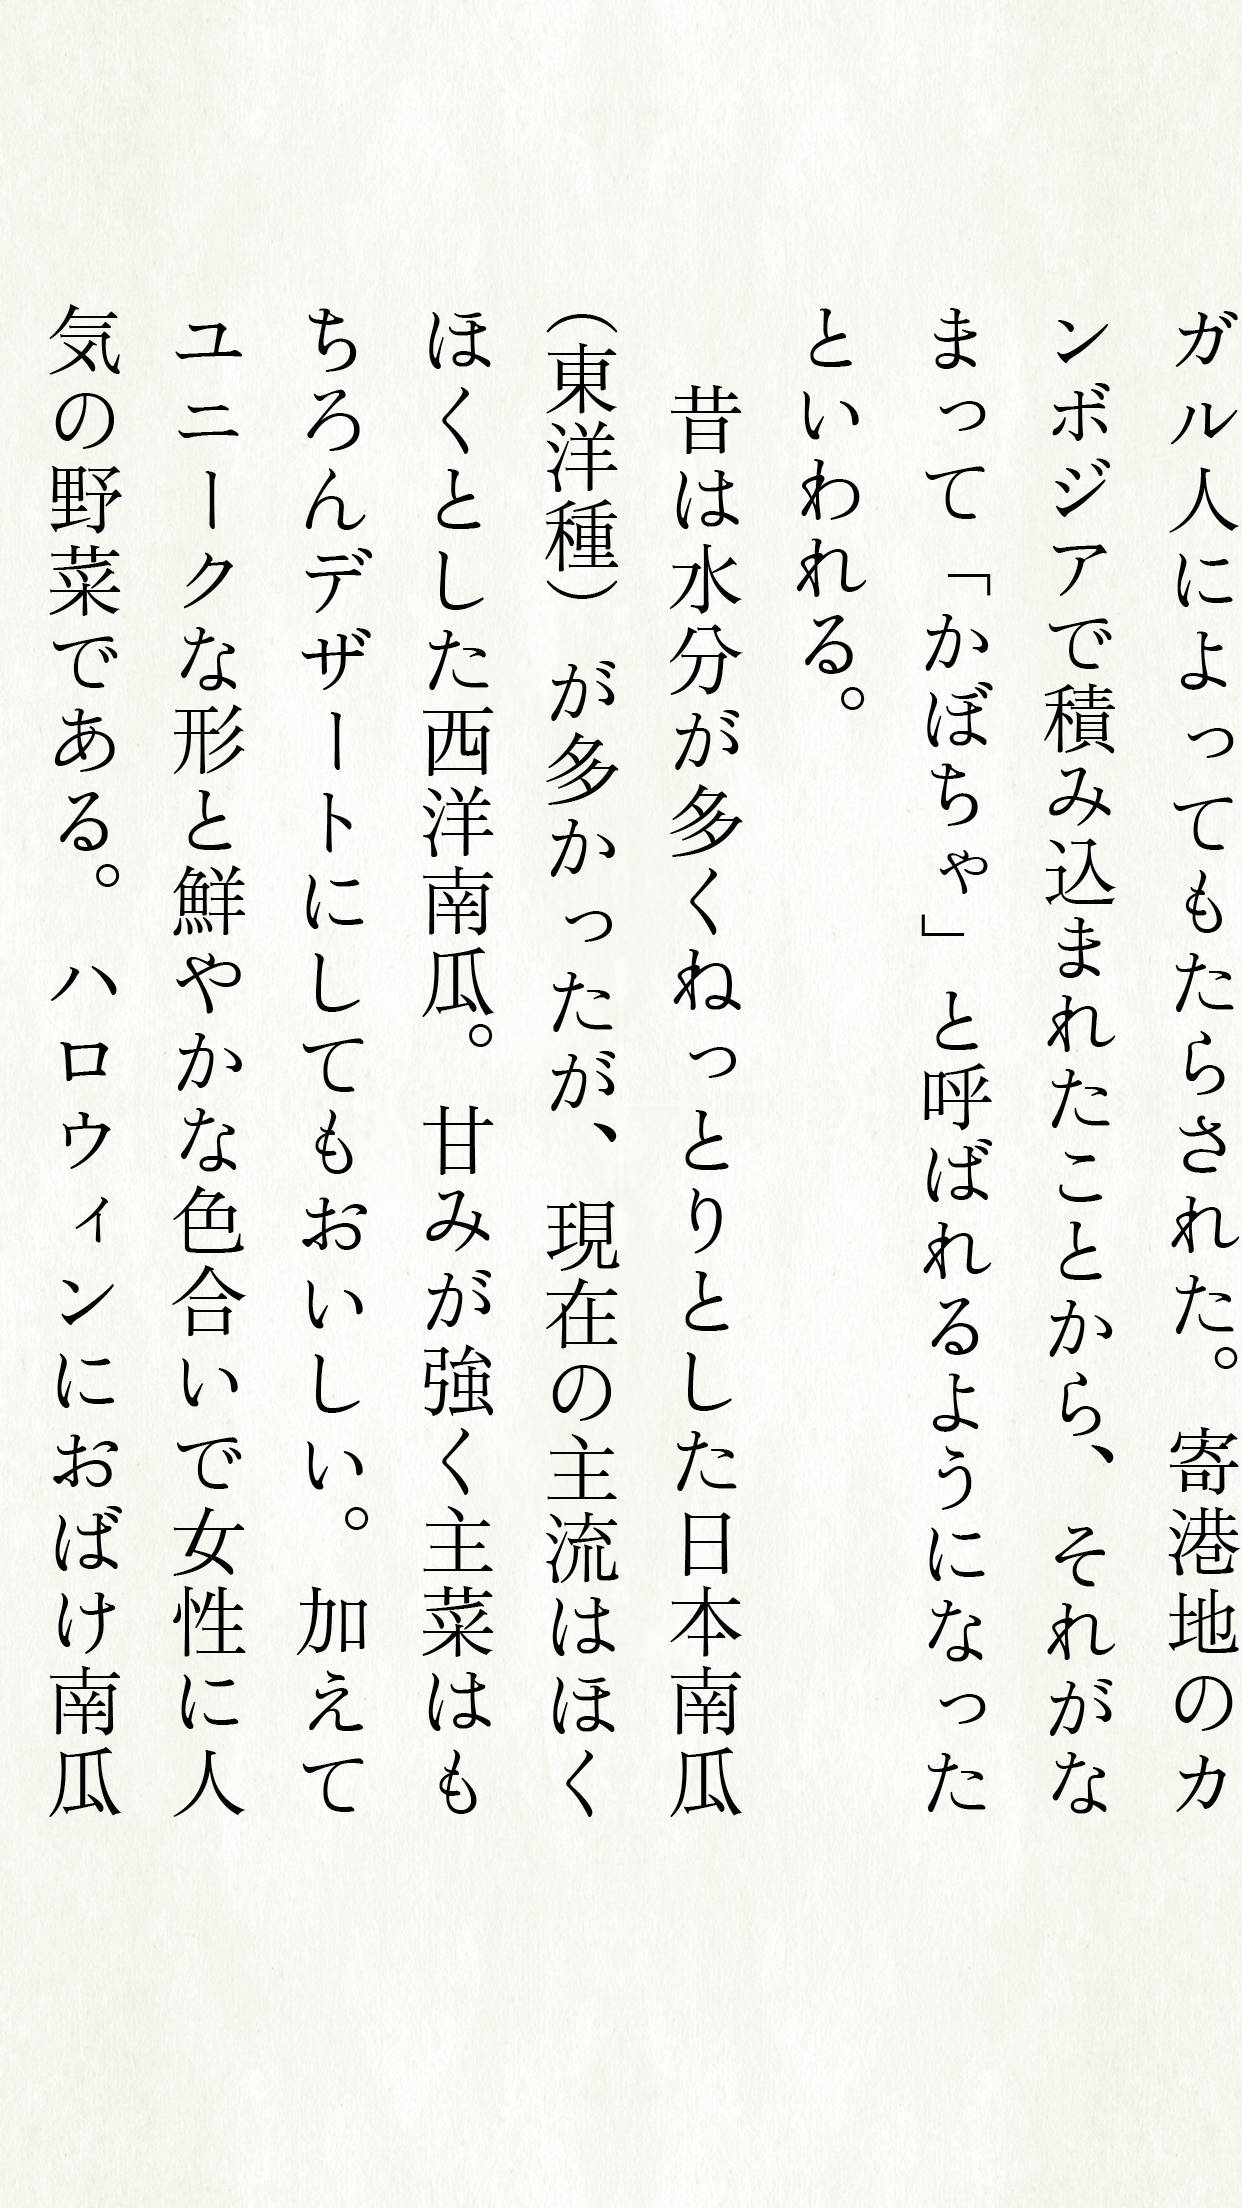 ガル人によってもたらされた。寄港地のカ
ンボジアで積み込まれたことから、それがな
まって「かぼちゃ」と呼ばれるようになった
といわれる。
　昔は水分が多くねっとりとした日本南瓜
（東洋種）が多かったが、現在の主流はほく
ほくとした西洋南瓜。甘みが強く主菜はも
ちろんデザートにしてもおいしい。加えて
ユニークな形と鮮やかな色合いで女性に人
気の野菜である。ハロウィンにおばけ南瓜